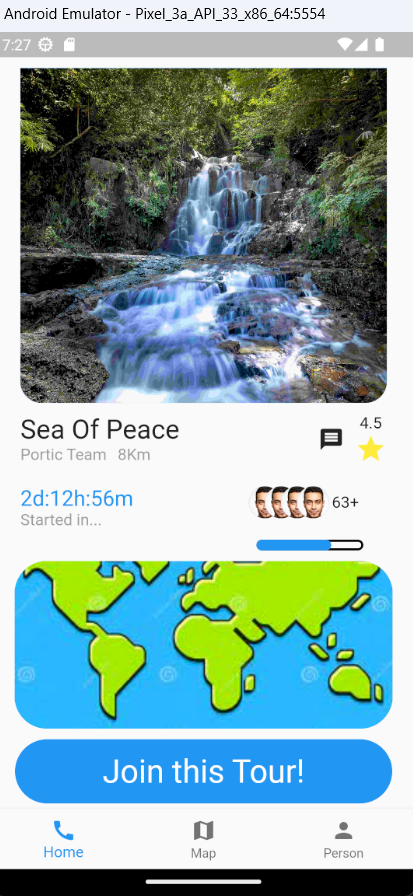 Android Emulator - Pixel_3a_API_33_x86_64:5554
7:27
4.5
Sea Of Peace
Portic Team 8Km
2d:12h:56m
63+
Started in...
Join this Tour!
Home Map Person